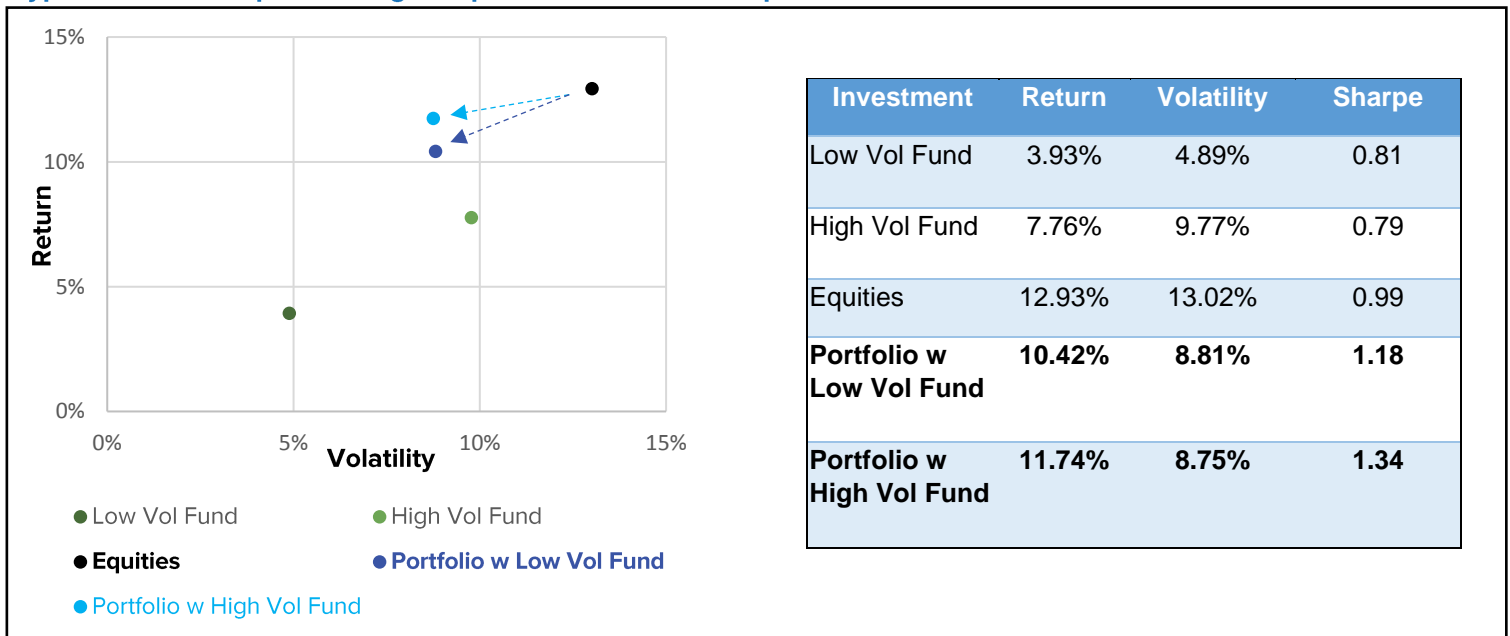 15%
10%
5%
0%
Return
0%
5%
10%
15%
Volatility
Low Vol Fund
High Vol Fund
Equities
Portfolio w Low Vol Fund
Portfolio w High Vol Fund
Investment Return Volatility Sharpe
Low Vol Fund 3.93% 4.89% 0.81
High Vol Fund 7.76% 9.77% 0.79
Equities 12.93% 13.02% 0.99
Portfolio w 10.42% 8.81% 1.18
Low Vol Fund
Portfolio w 11.74% 8.75% 1.34
High Vol Fund